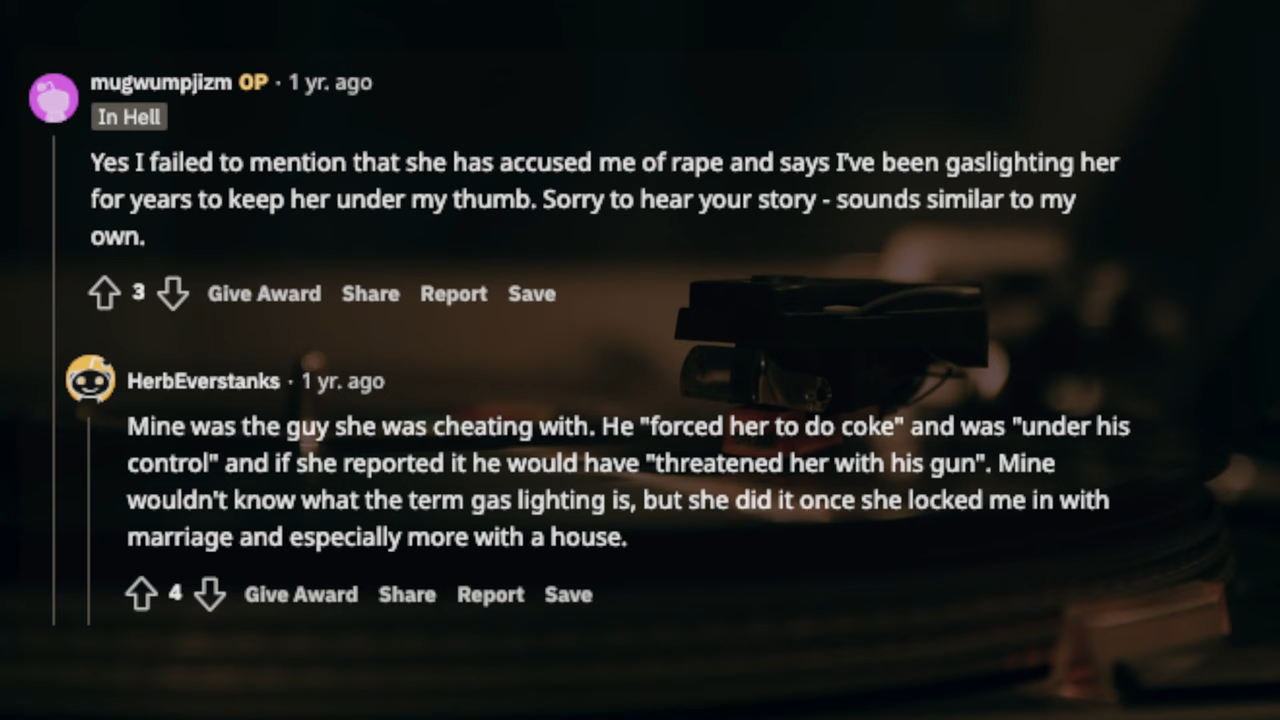 mugwumpjizm OP · 1 yr. ago
In Hell
Yes I failed to mention that she has accused me of rape and says I've been gaslighting her
for years to keep her under my thumb. Sorry to hear your story - sounds similar to my
own.
3 Give Award Share Report Save
HerbEverstanks · 1 yr. ago
Mine was the guy she was cheating with. He "forced her to do coke" and was "under his
control" and if she reported it he would have "threatened her with his gun". Mine
wouldn't know what the term gas lighting is, but she did it once she locked me in with
marriage and especially more with a house.
4 Give Award Share Report Save